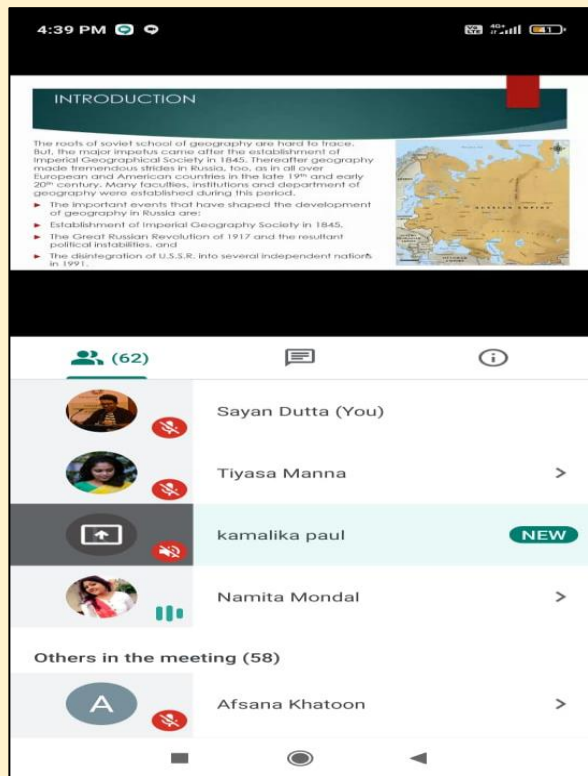 4:39 PM
4G+
41
INTRODUCTION
The roots of soviet school of geography are hard to trace.
But, the major impetus came after the establishment of
Imperial Geographical Society in 1845. Thereafter geography
made tremendous strides in Russia, too, as in all over
European and American countries in the late 19th and early
20th century. Many faculties, institutions and department of
geography were established during this period.
► The important events that have shaped the development
of geography in Russia are:
► Establishment of Imperial Geography Society in 1845,
► The Great Russian Revolution of 1917 and the resultant
political instabilities, and
► The disintegration of U.S.S.R. into several independent nations
in 1991.
RUSSIAN EMPIRE
(62)
Sayan Dutta (You)
Tiyasa Manna
kamalika paul
NEW
Namita Mondal
Others in the meeting (58)
A
Afsana Khatoon